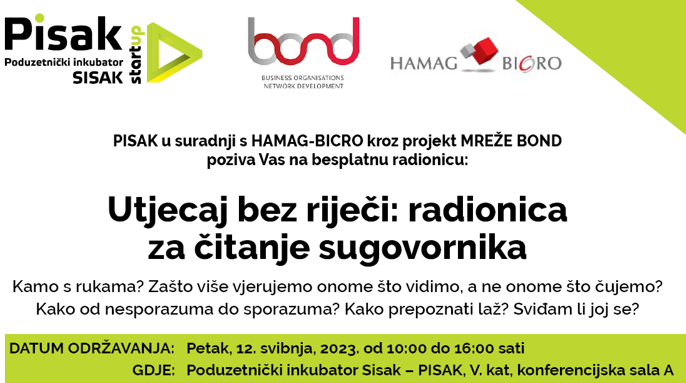 Pisak
Poduzetnički inkubator
SISAK
startup
bond
BUSINESS ORGANISATIONS
NETWORK DEVELOPMENT
HAMAG BICRO
PISAK u suradnji s HAMAG-BICRO kroz projekt MREŽE BOND
poziva Vas na besplatnu radionicu:
Utjecaj bez riječi: radionica
za čitanje sugovornika
Kamo s rukama? Zašto više vjerujemo onome što vidimo, a ne onome što čujemo?
Kako od nesporazuma do sporazuma? Kako prepoznati laž? Sviđam li joj se?
DATUM ODRŽAVANJA: Petak, 12. svibnja, 2023. od 10:00 do 16:00 sati
GDJE: Poduzetnički inkubator Sisak – PISAK, V. kat, konferencijska sala A